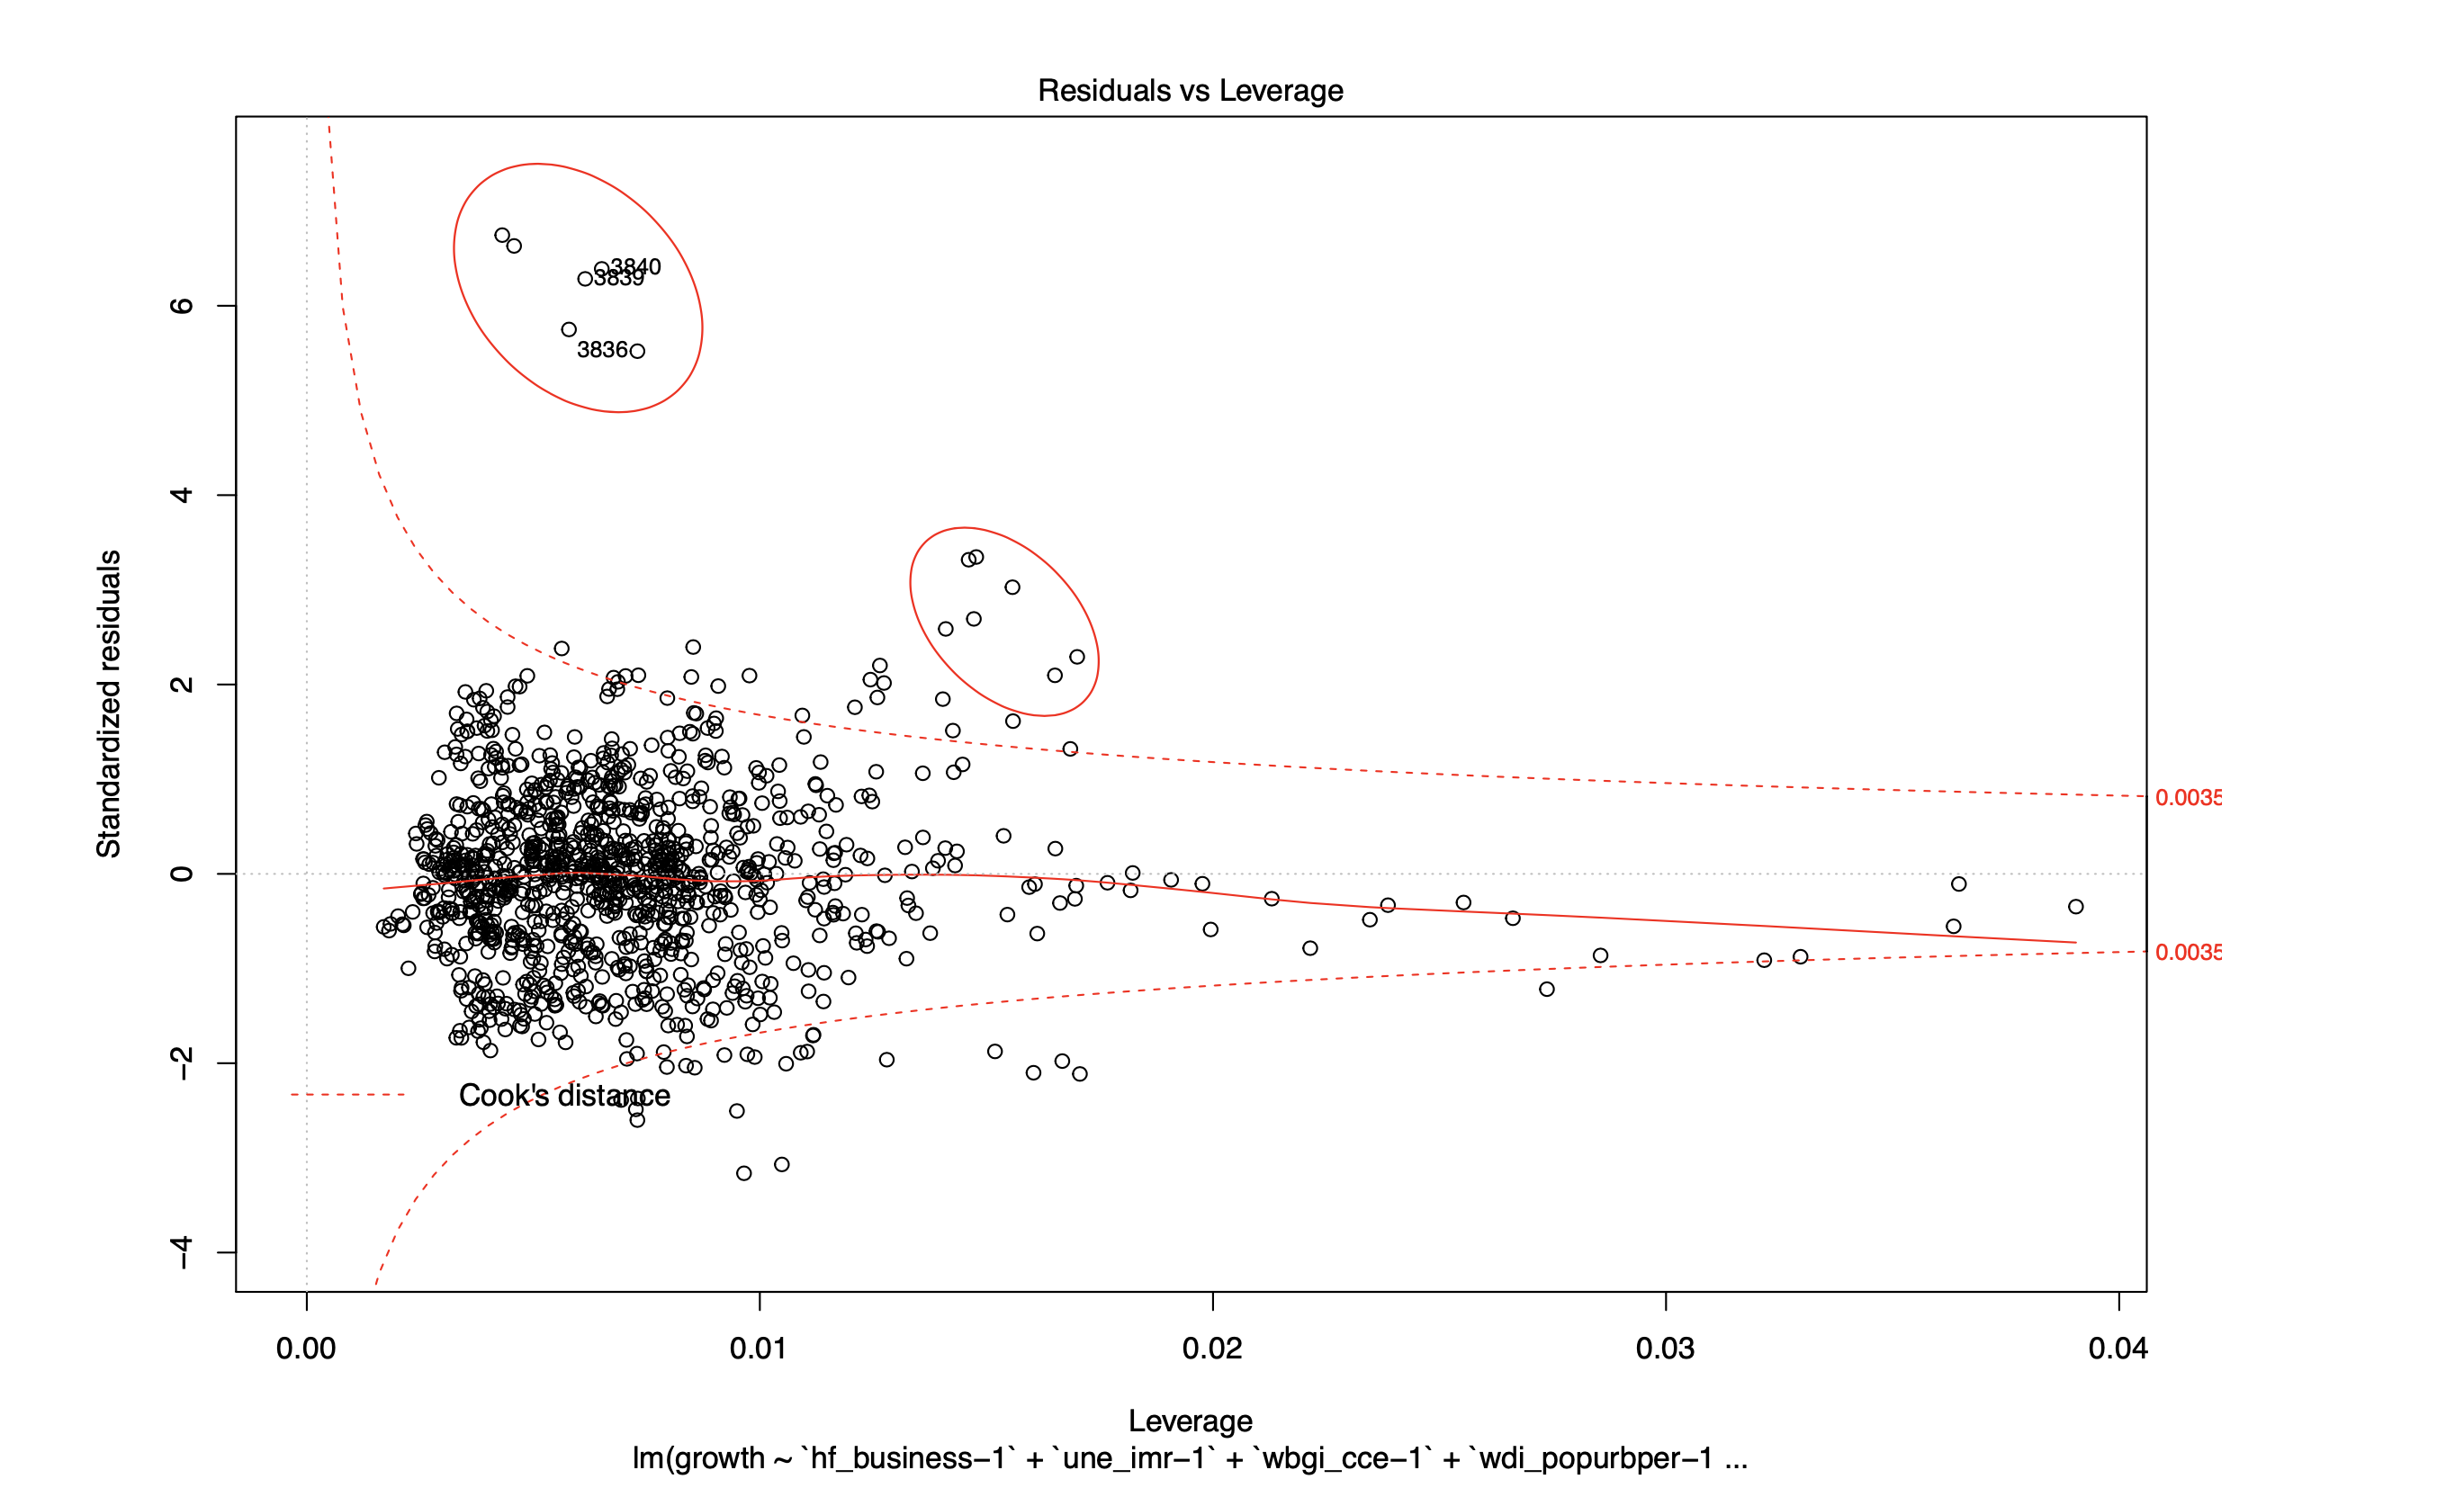 Residuals vs Leverage
3840
3839
3836
6
4
2
0
−2
−4
Standardized residuals
0.0035
0.0035
Cook's distance
0.00 0.01 0.02 0.03 0.04
Leverage
lm(growth ~ `hf_business−1` + `une_imr−1` + `wbgi_cce−1` + `wdi_popurbper−1 ...